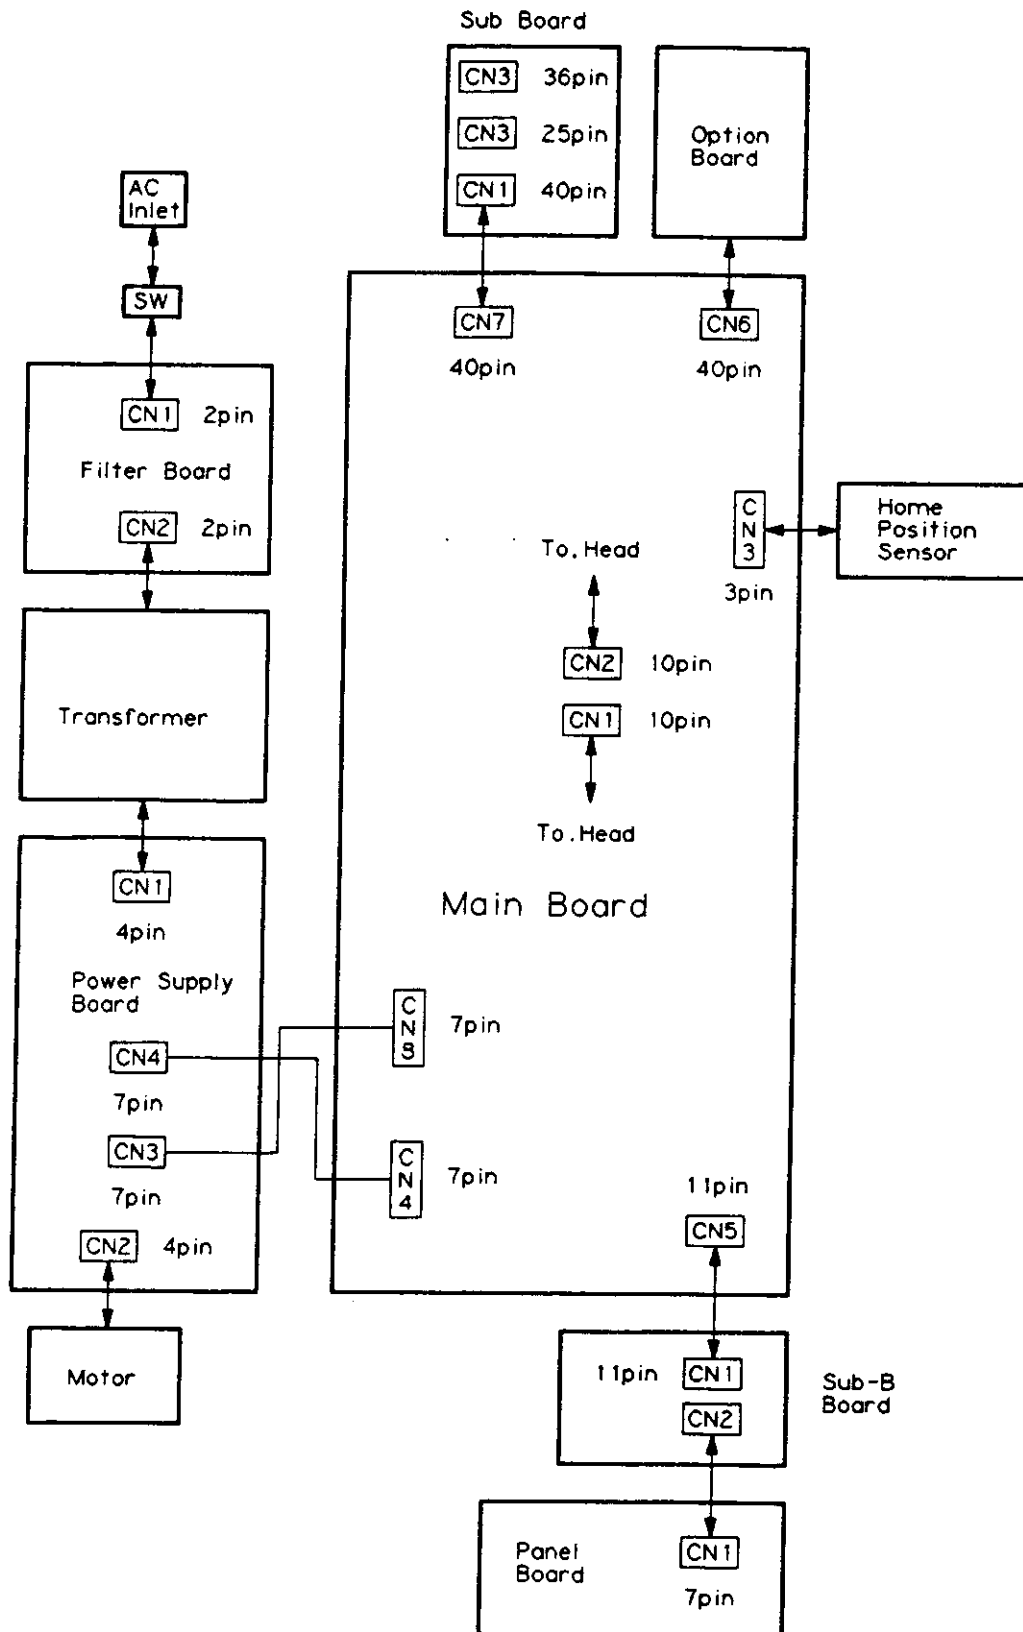 Sub Board
CN3 36pin
CN3 25pin
CN1 40pin
Option
Board
AC
Inlet
SW
CN7
40pin
CN6
40pin
CN1 2pin
Filter Board
CN2 2pin
CN3
3pin
Home
Position
Sensor
To.Head
CN2 10pin
CN1 10pin
To.Head
Transformer
Main Board
CN1
4pin
Power Supply
Board
CN4
7pin
CN3
7pin
CN2 4pin
CN8 7pin
CN4 7pin
11pin
CN5
Motor
11pin CN1
CN2
Sub-B
Board
Panel
Board
CN1
7pin